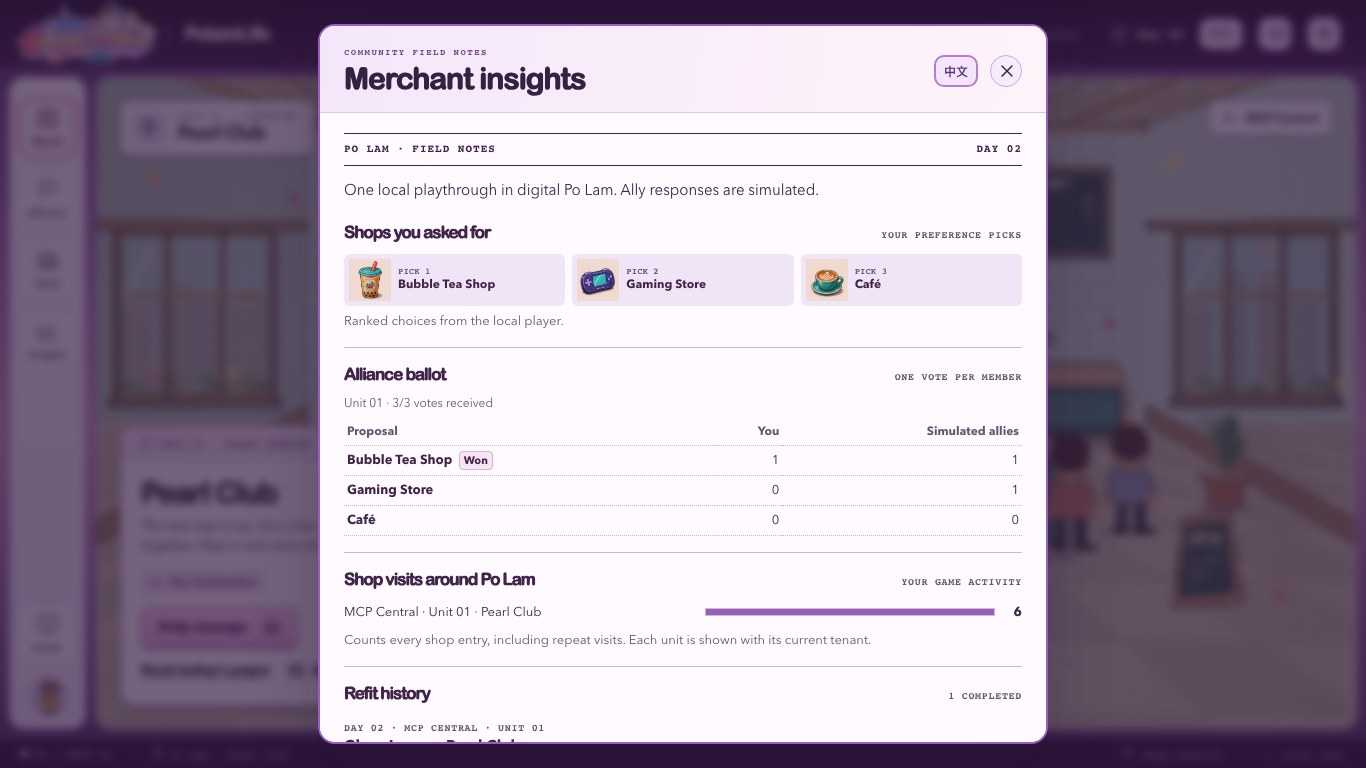 COMMUNITY FIELD NOTES
Merchant insights
中文
PO LAM · FIELD NOTES
DAY 02
One local playthrough in digital Po Lam. Ally responses are simulated.
Shops you asked for
YOUR PREFERENCE PICKS
PICK 1
Bubble Tea Shop
PICK 2
Gaming Store
PICK 3
Café
Ranked choices from the local player.
Alliance ballot
ONE VOTE PER MEMBER
Unit 01 · 3/3 votes received
Proposal You Simulated allies
Bubble Tea Shop Won 1 1
Gaming Store 0 1
Café 0 0
Shop visits around Po Lam
YOUR GAME ACTIVITY
MCP Central · Unit 01 · Pearl Club 6
Counts every shop entry, including repeat visits. Each unit is shown with its current tenant.
Refit history
1 COMPLETED
DAY 02 · MCP CENTRAL · UNIT 01
PolamLife
Pearl Club
Pearl Club